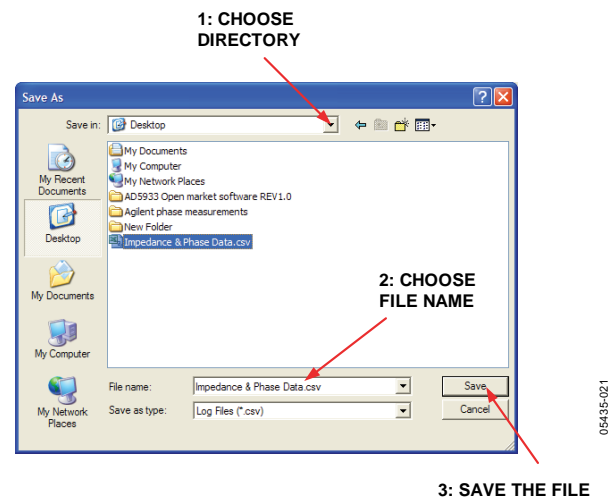 1: CHOOSE
DIRECTORY
Save As
Save in:
Desktop
My Recent
Documents
Desktop
My Documents
My Computer
My Network
Places
My Documents
My Computer
My Network Places
AD5933 Open market software REV1.0
Agilent phase measurements
New Folder
Impedance & Phase Data.csv
2: CHOOSE
FILE NAME
File name:
Impedance & Phase Data.csv
Save
Save as type:
Log Files (*.csv)
Cancel
3: SAVE THE FILE
05435-021